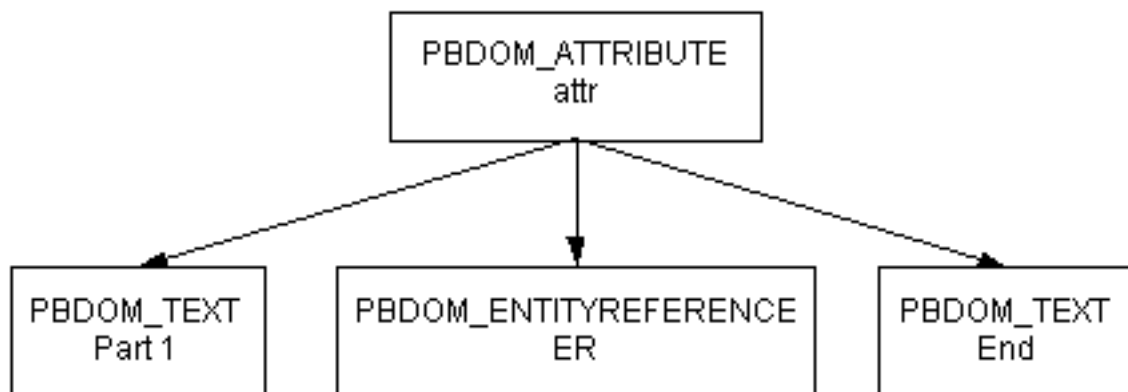 PBDOM_ATTRIBUTE
attr
PBDOM_TEXT
Part 1
PBDOM_ENTITYREFERENCE
ER
PBDOM_TEXT
End